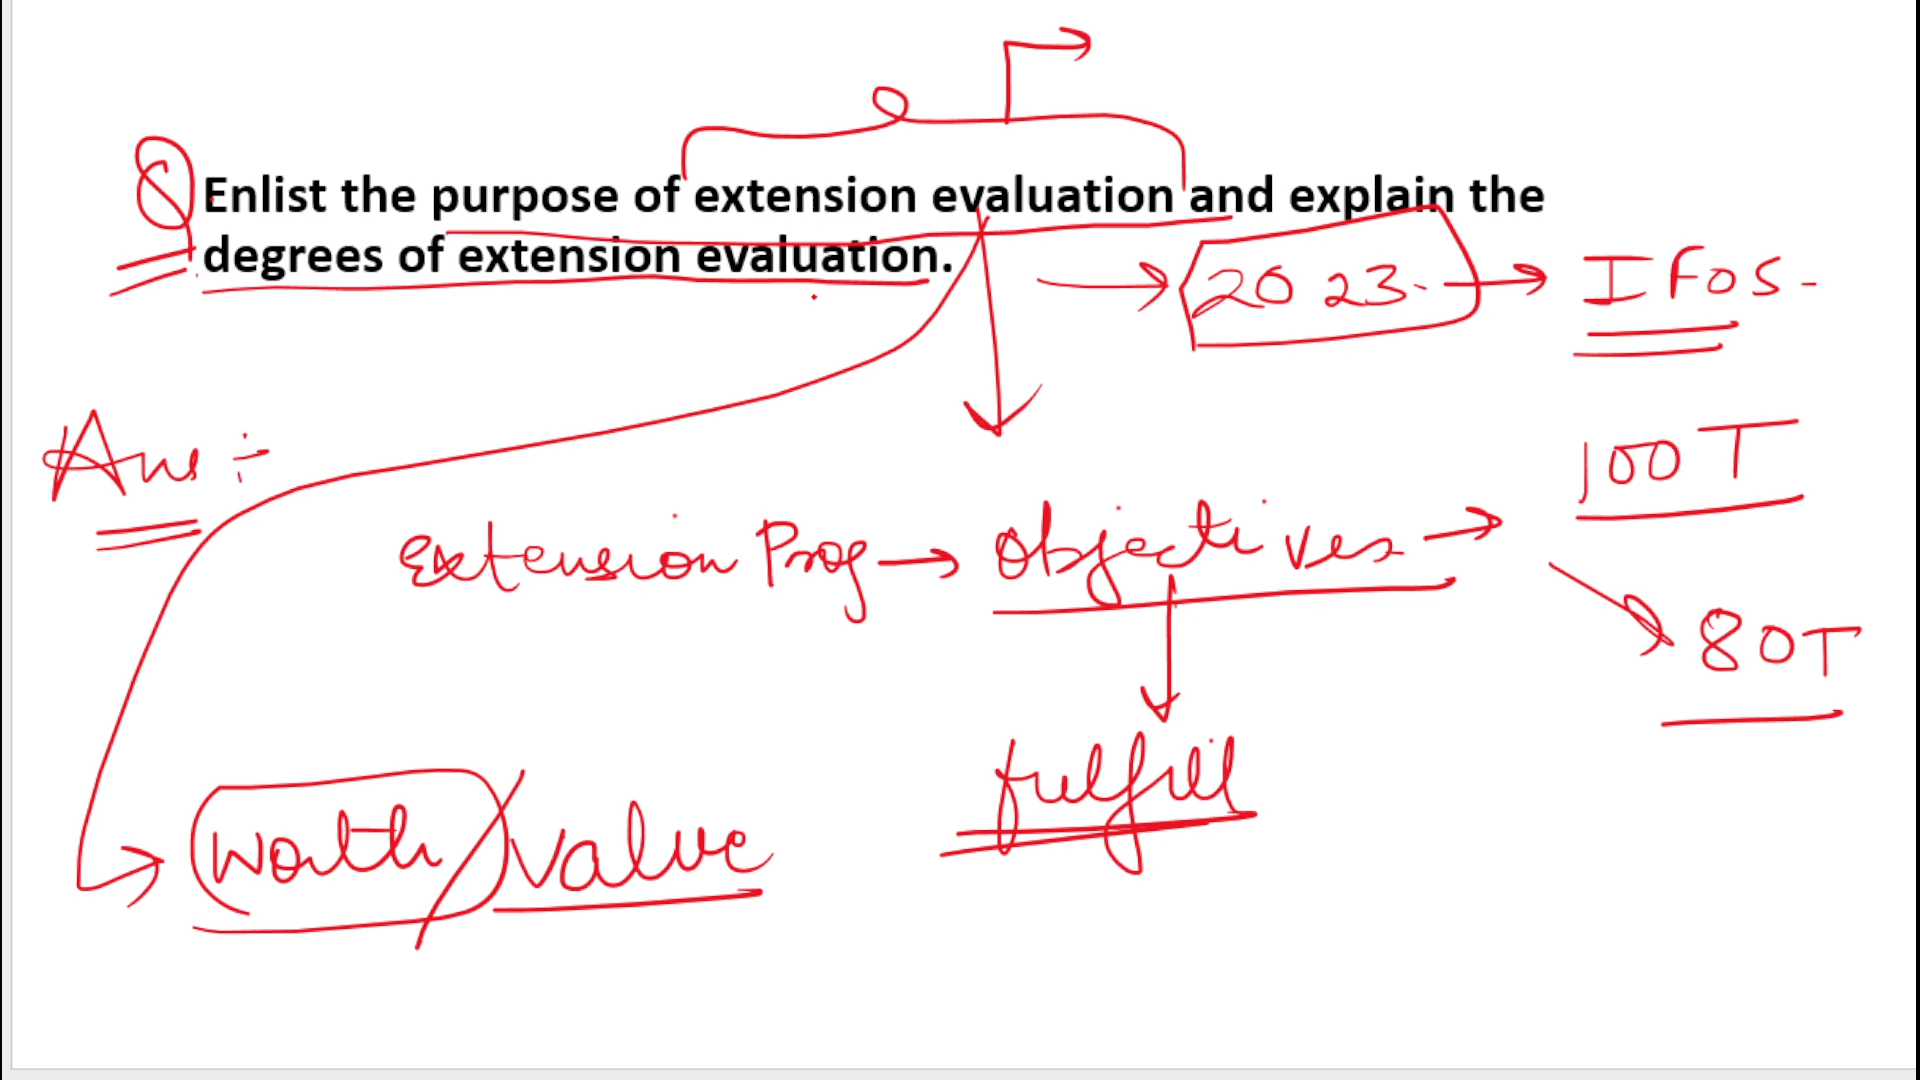 Q Enlist the purpose of extension evaluation and explain the
degrees of extension evaluation.
2023. IFoS.
Ans :-
100T
Extension Prog → objectives →
80T
fulfill
Worth/value